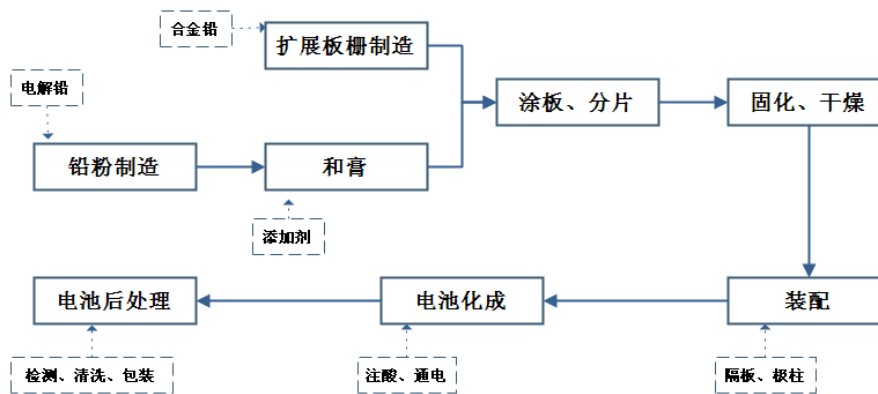 合金铅
扩展板栅制造
电解铅
涂板、分片
固化、干燥
铅粉制造
和膏
添加剂
电池后处理
电池化成
装配
检测、清洗、包装
注酸、通电
隔板、极柱